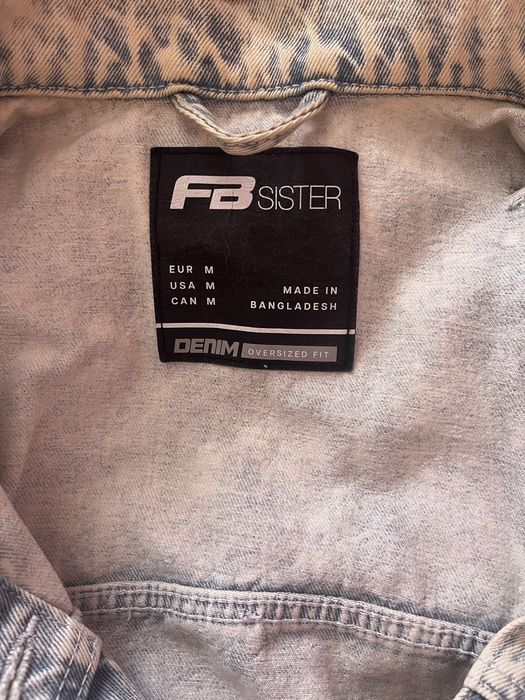 FB SISTER
EUR M
USA M
CAN M
MADE IN
BANGLADESH
DENIM OVERSIZED FIT